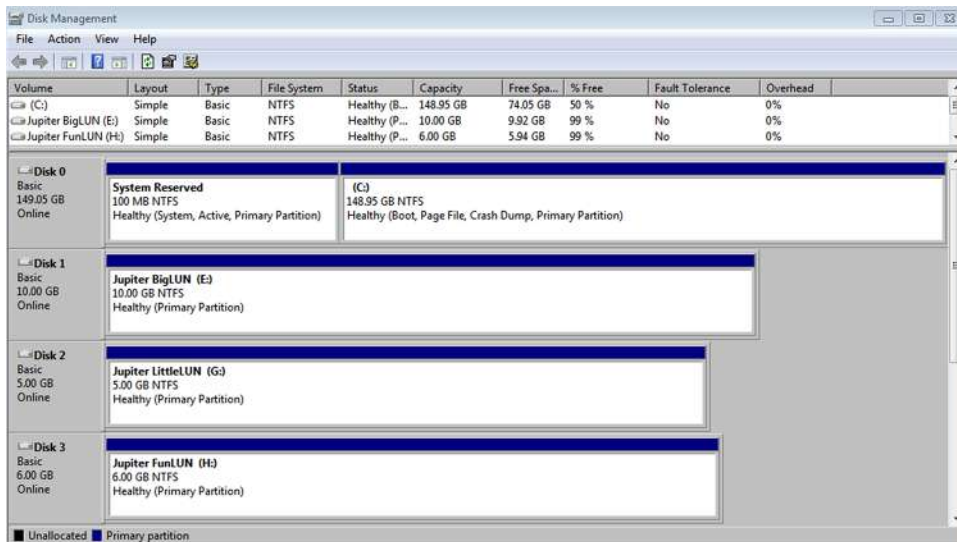 Disk Management
File Action View Help
Volume Layout Type File System Status Capacity Free Spa... % Free Fault Tolerance Overhead
(C:) Simple Basic NTFS Healthy (B... 148.95 GB 74.05 GB 50 % No 0%
Jupiter BigLUN (E:) Simple Basic NTFS Healthy (P... 10.00 GB 9.92 GB 99 % No 0%
Jupiter FunLUN (H:) Simple Basic NTFS Healthy (P... 6.00 GB 5.94 GB 99 % No 0%
Disk 0
Basic
149.05 GB
Online
System Reserved
100 MB NTFS
Healthy (System, Active, Primary Partition)
(C:)
148.95 GB NTFS
Healthy (Boot, Page File, Crash Dump, Primary Partition)
Disk 1
Basic
10.00 GB
Online
Jupiter BigLUN (E:)
10.00 GB NTFS
Healthy (Primary Partition)
Disk 2
Basic
5.00 GB
Online
Jupiter LittleLUN (G:)
5.00 GB NTFS
Healthy (Primary Partition)
Disk 3
Basic
6.00 GB
Online
Jupiter FunLUN (H:)
6.00 GB NTFS
Healthy (Primary Partition)
Unallocated Primary partition